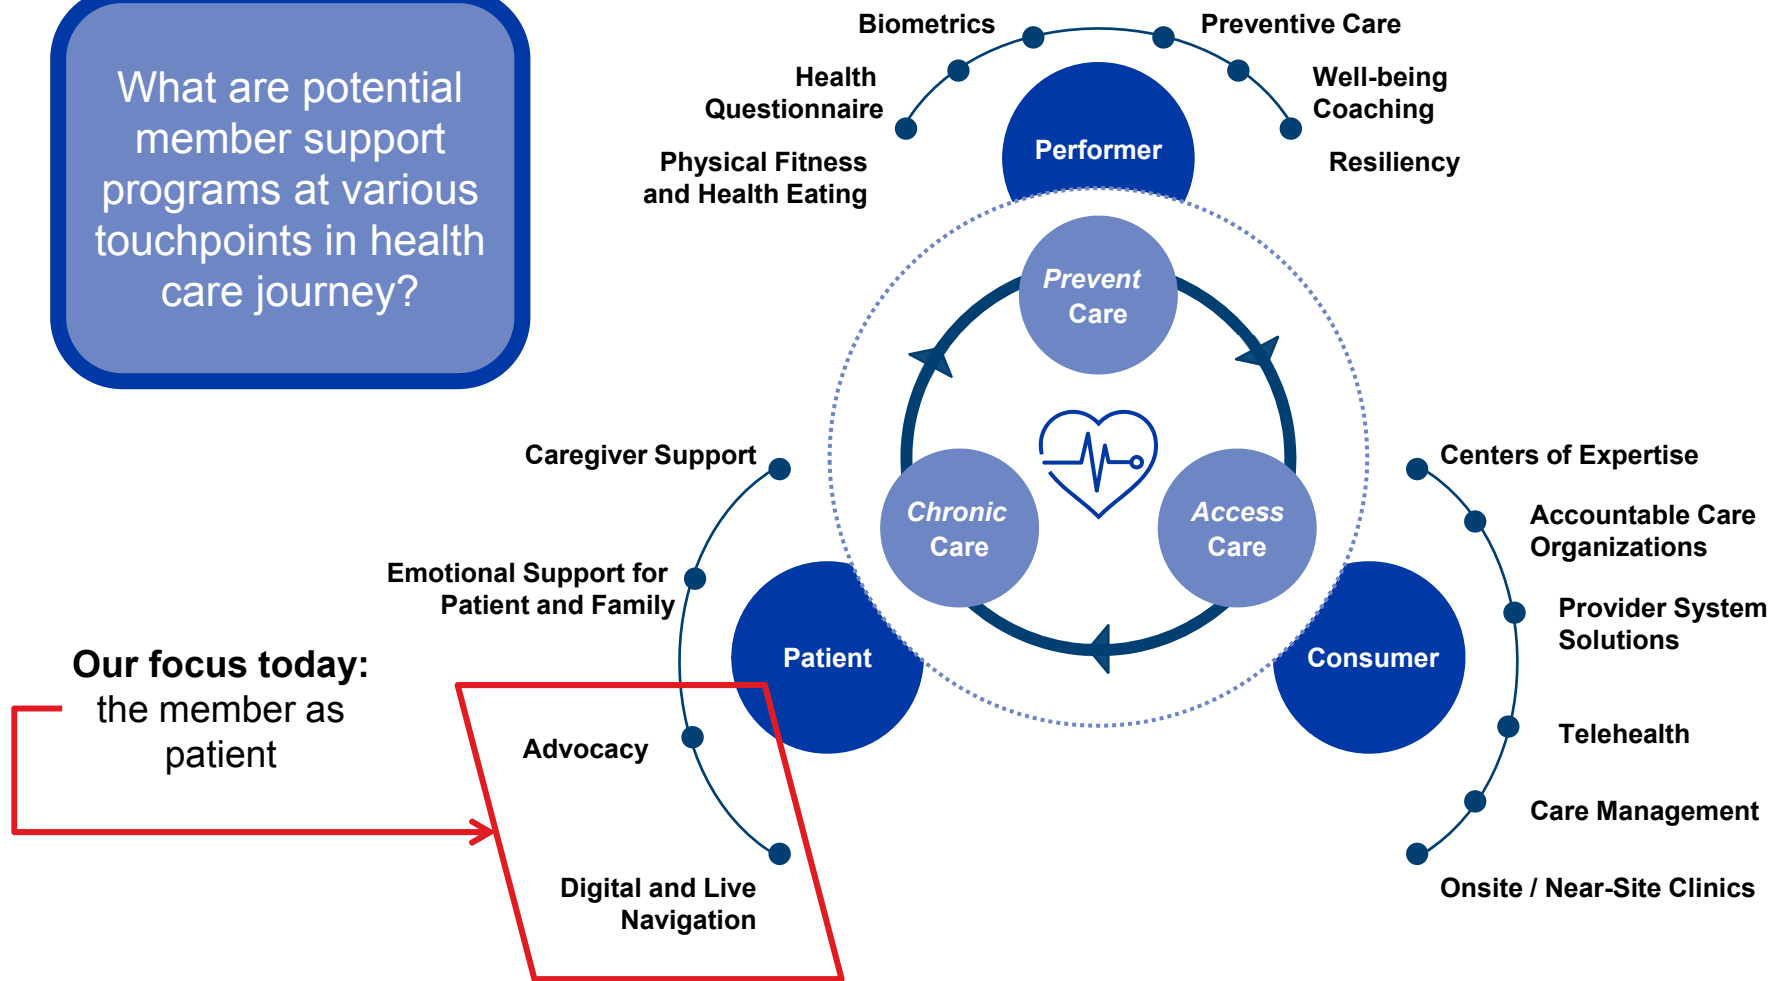 What are potential
member support
programs at various
touchpoints in health
care journey?
Biometrics
Preventive Care
Health
Questionnaire
Well-being
Coaching
Physical Fitness
and Health Eating
Resiliency
Performer
Prevent
Care
Chronic
Care
Access
Care
Patient
Consumer
Caregiver Support
Emotional Support for
Patient and Family
Advocacy
Digital and Live
Navigation
Centers of Expertise
Accountable Care
Organizations
Provider System
Solutions
Telehealth
Care Management
Onsite / Near-Site Clinics
Our focus today:
the member as
patient